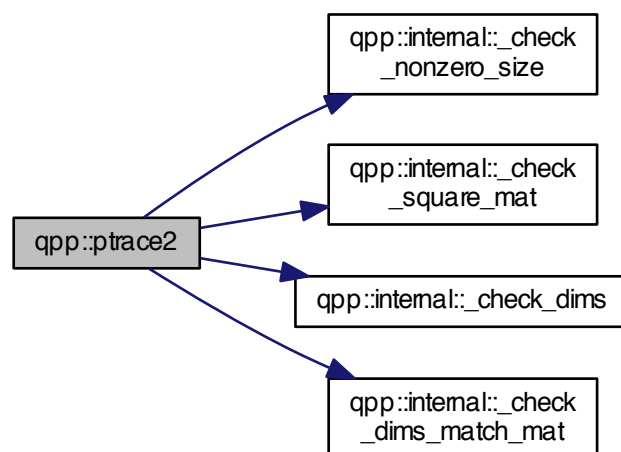 qpp::internal::_check
_nonzero_size
qpp::internal::_check
_square_mat
qpp::ptrace2
qpp::internal::_check_dims
qpp::internal::_check
_dims_match_mat